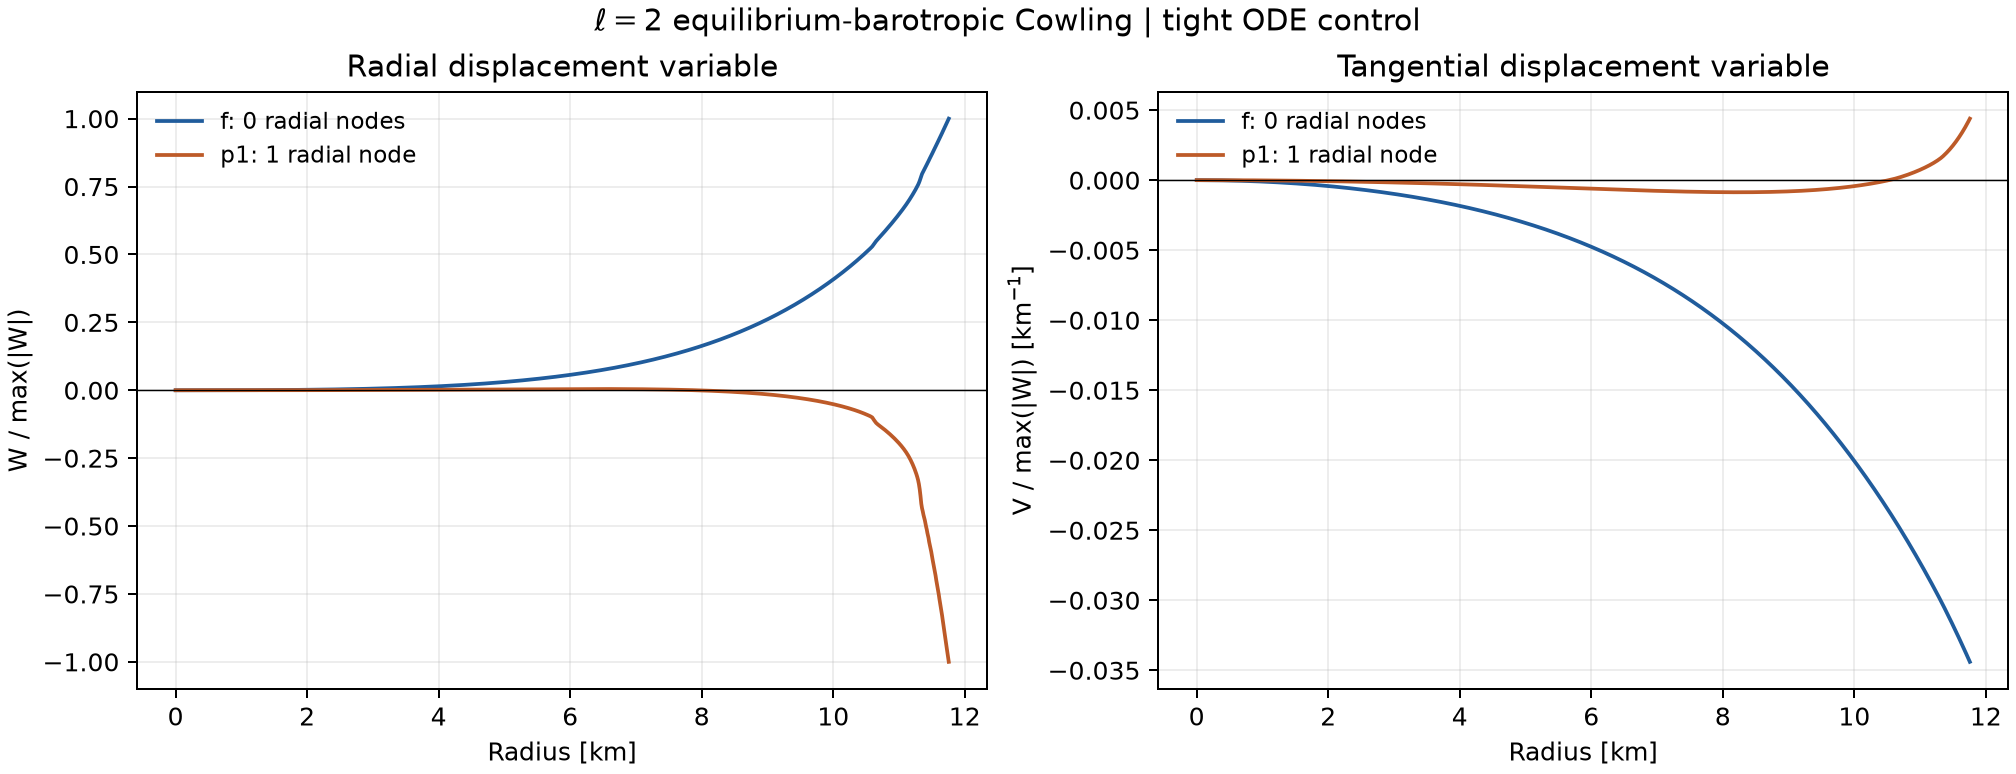 ℓ = 2 equilibrium-barotropic Cowling | tight ODE control
Radial displacement variable
f: 0 radial nodes
p1: 1 radial node
1.00
0.75
0.50
0.25
0.00
−0.25
−0.50
−0.75
−1.00
W / max(|W|)
0 2 4 6 8 10 12
Radius [km]
Tangential displacement variable
f: 0 radial nodes
p1: 1 radial node
0.005
0.000
−0.005
−0.010
−0.015
−0.020
−0.025
−0.030
−0.035
V / max(|W|) [km⁻¹]
0 2 4 6 8 10 12
Radius [km]